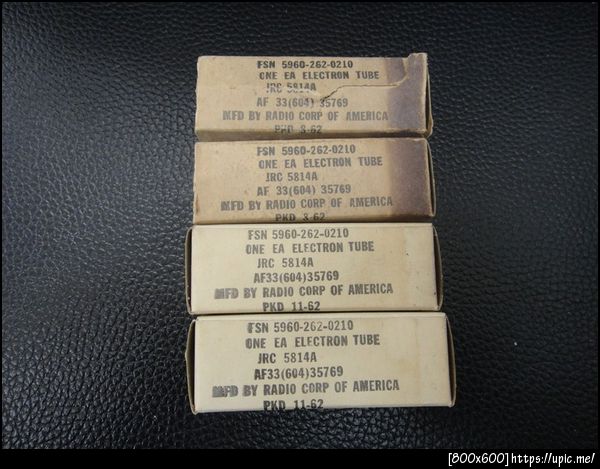 FSN 5960-262-0210
ONE EA ELECTRON TUBE
JRC 5814A
AF 33(604) 35769
MFD BY RADIO CORP OF AMERICA
PKD 8-62
FSN 5960-262-0210
ONE EA ELECTRON TUBE
JRC 5814A
AF 33(604) 35769
MFD BY RADIO CORP OF AMERICA
PKD 8-62
FSN 5960-262-0210
ONE EA ELECTRON TUBE
JRC 5814A
AF33(604)35769
MFD BY RADIO CORP OF AMERICA
PKD 11-62
FSN 5960-262-0210
ONE EA ELECTRON TUBE
JRC 5814A
AF33(604)35769
MFD BY RADIO CORP OF AMERICA
PKD 11-62
[800x600]https://upic.me/